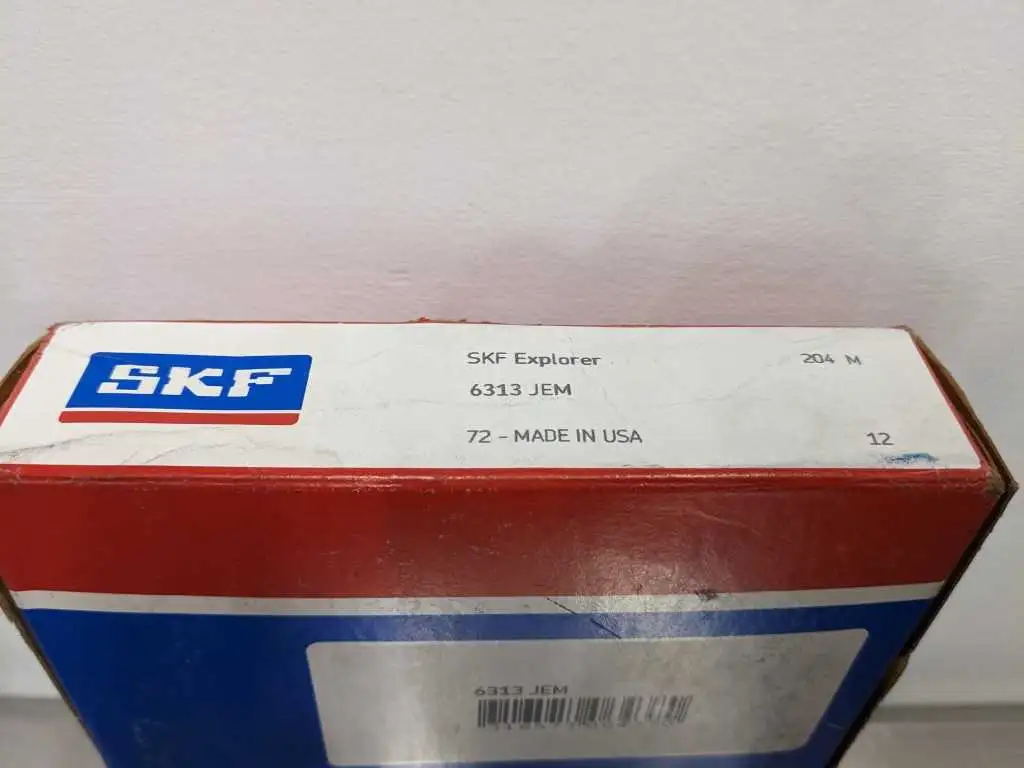 SKF
SKF Explorer
204 M
6313 JEM
72 - MADE IN USA
12
6313 JEM